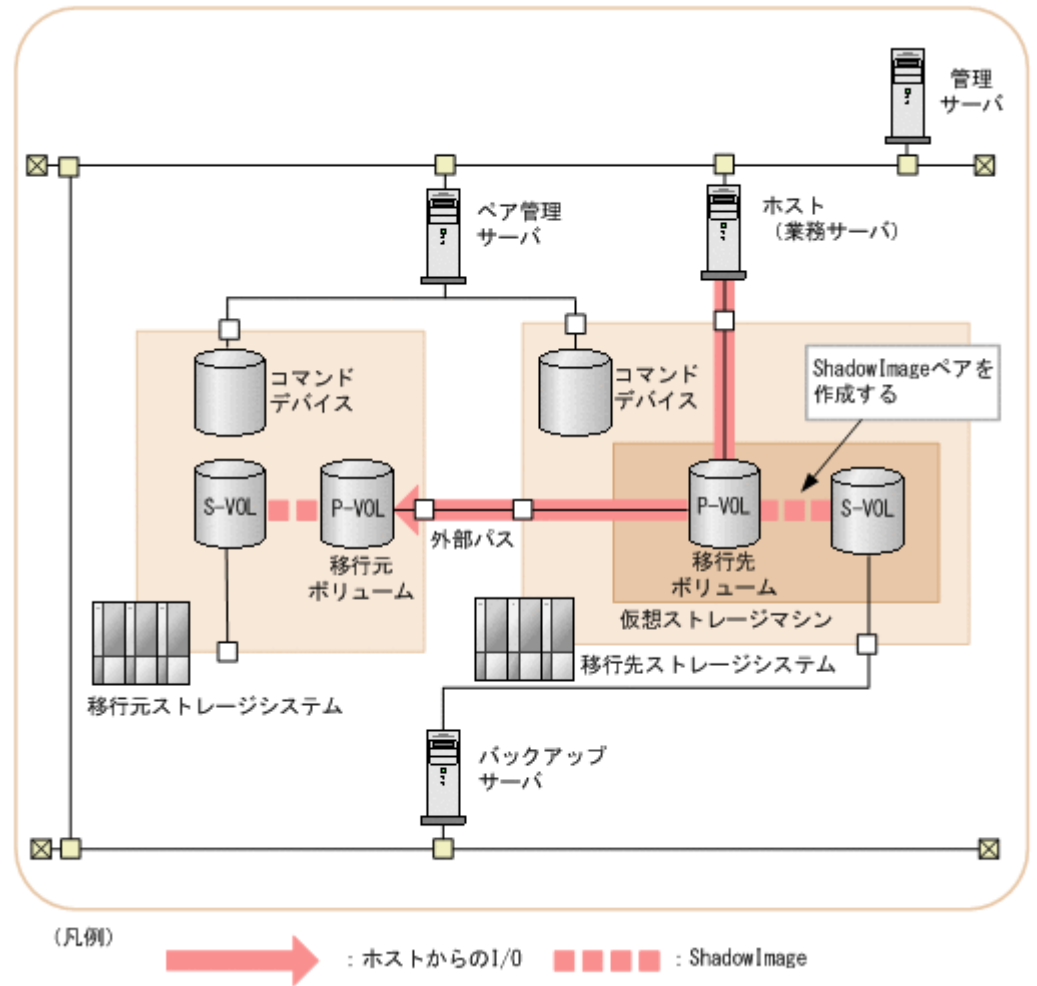 管理
サーバ
ペア管理
サーバ
ホスト
（業務サーバ）
コマンド
デバイス
コマンド
デバイス
ShadowImageペアを
作成する
S-VOL
P-VOL
P-VOL
S-VOL
外部パス
移行元
ボリューム
移行先
ボリューム
仮想ストレージマシン
移行先ストレージシステム
移行元ストレージシステム
バックアップ
サーバ
（凡例）
：ホストからのI/O
：ShadowImage